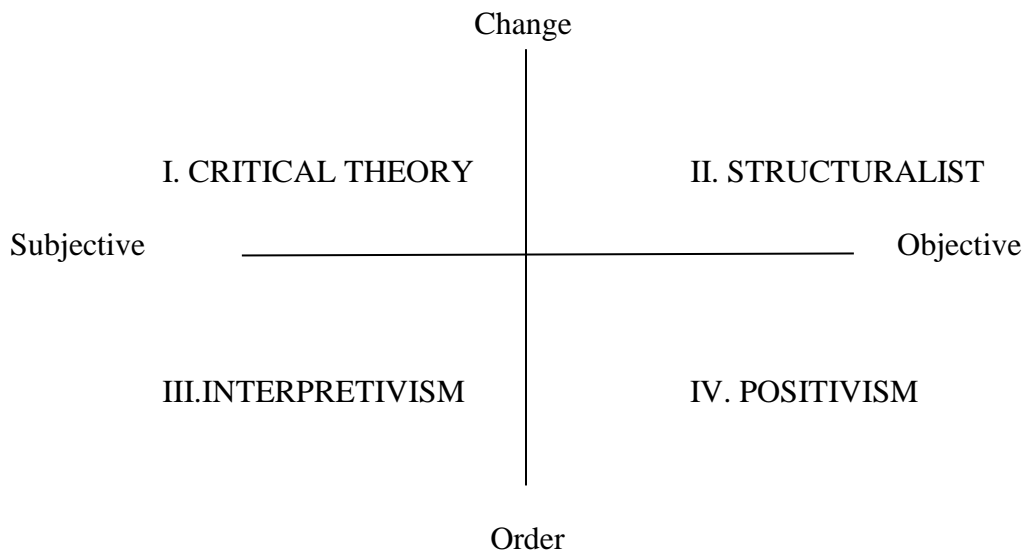 Change
I. CRITICAL THEORY
II. STRUCTURALIST
Subjective
Objective
III.INTERPRETIVISM
IV. POSITIVISM
Order